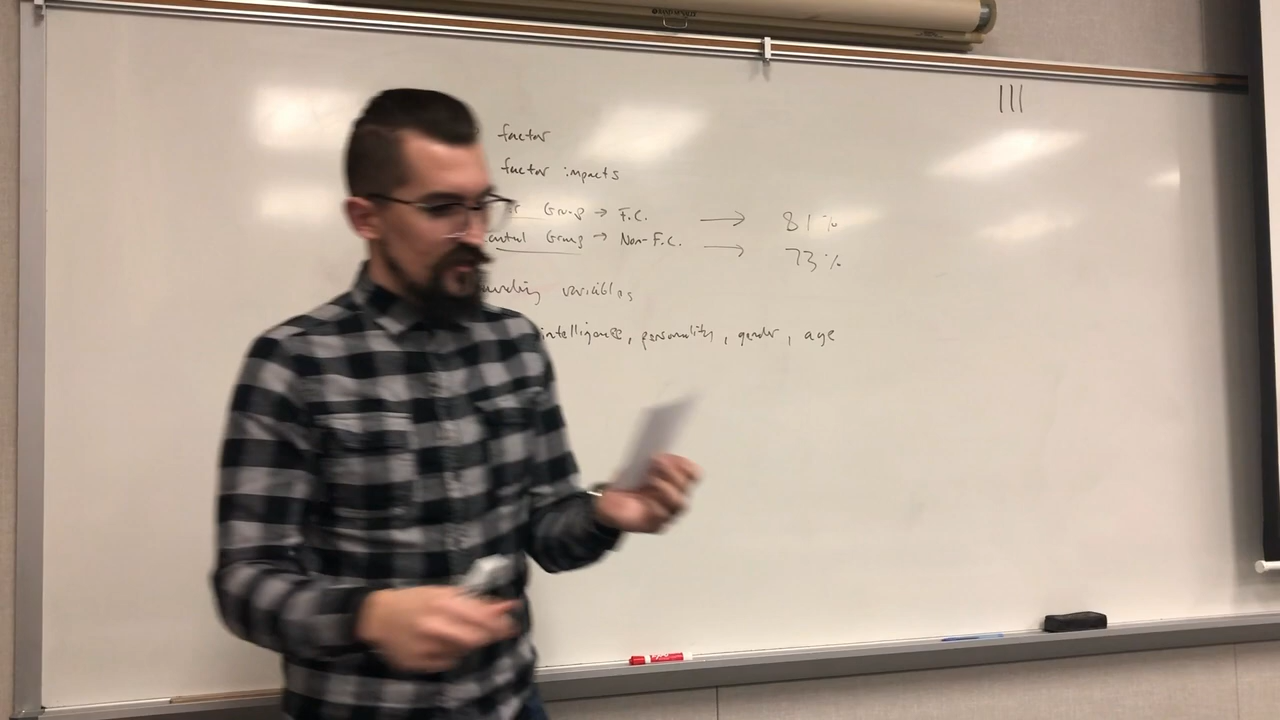 |||
factor
factor impacts
Group → F.C. → 81%
Group → Non-F.C. → 73%
variables
intelligence, personality, gender, age